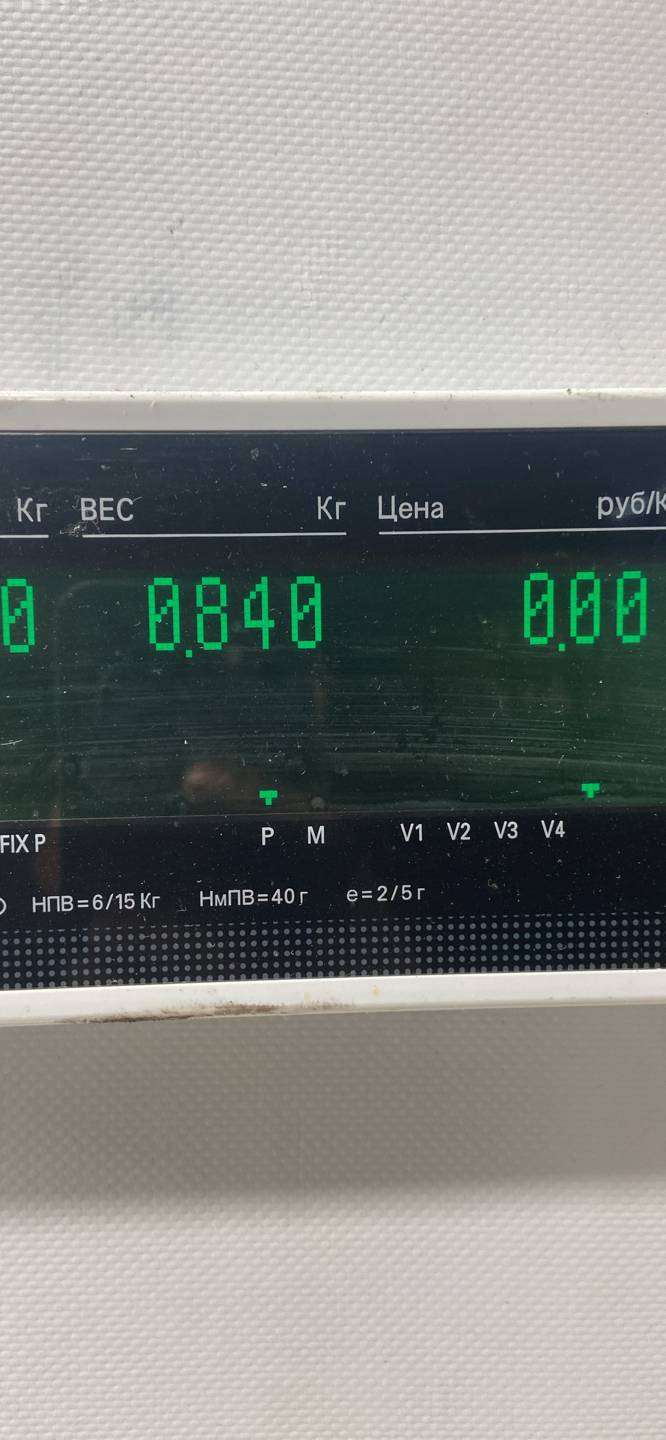 Кг ВЕС Кг Цена руб/К
0 0.840 0.00
FIX P P M V1 V2 V3 V4
НПВ=6/15 Кг НмПВ=40 г е=2/5 г